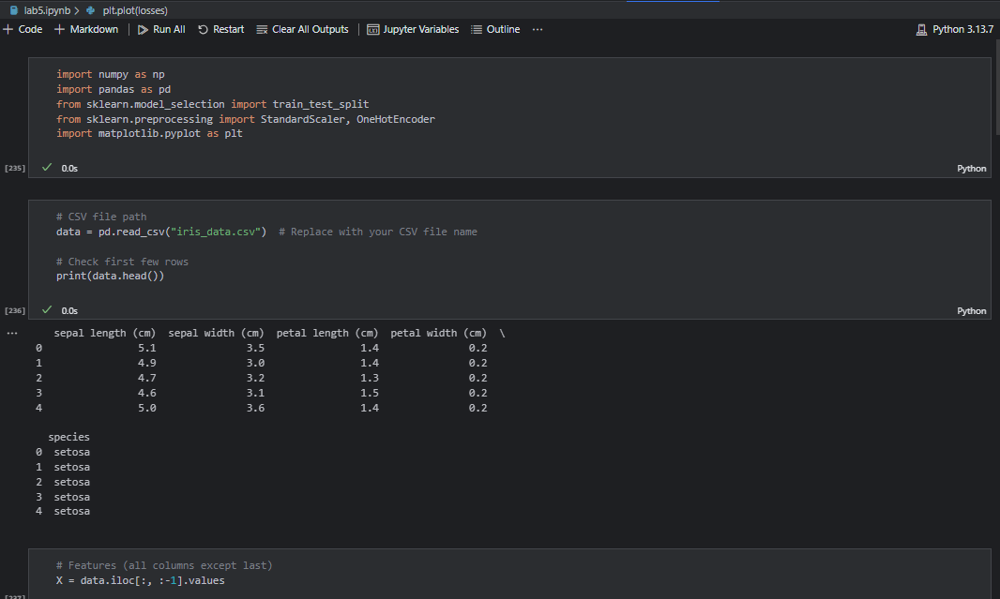 lab5.ipynb > plt.plot(losses)
+ Code + Markdown | Run All Restart Clear All Outputs | Jupyter Variables Outline ... Python 3.13.7
import numpy as np
import pandas as pd
from sklearn.model_selection import train_test_split
from sklearn.preprocessing import StandardScaler, OneHotEncoder
import matplotlib.pyplot as plt
[235] ✓ 0.0s Python
# CSV file path
data = pd.read_csv("iris_data.csv")  # Replace with your CSV file name
# Check first few rows
print(data.head())
[236] ✓ 0.0s Python
... sepal length (cm)  sepal width (cm)  petal length (cm)  petal width (cm)  \
0 5.1 3.5 1.4 0.2
1 4.9 3.0 1.4 0.2
2 4.7 3.2 1.3 0.2
3 4.6 3.1 1.5 0.2
4 5.0 3.6 1.4 0.2
species
0 setosa
1 setosa
2 setosa
3 setosa
4 setosa
# Features (all columns except last)
X = data.iloc[:, :-1].values
[237]